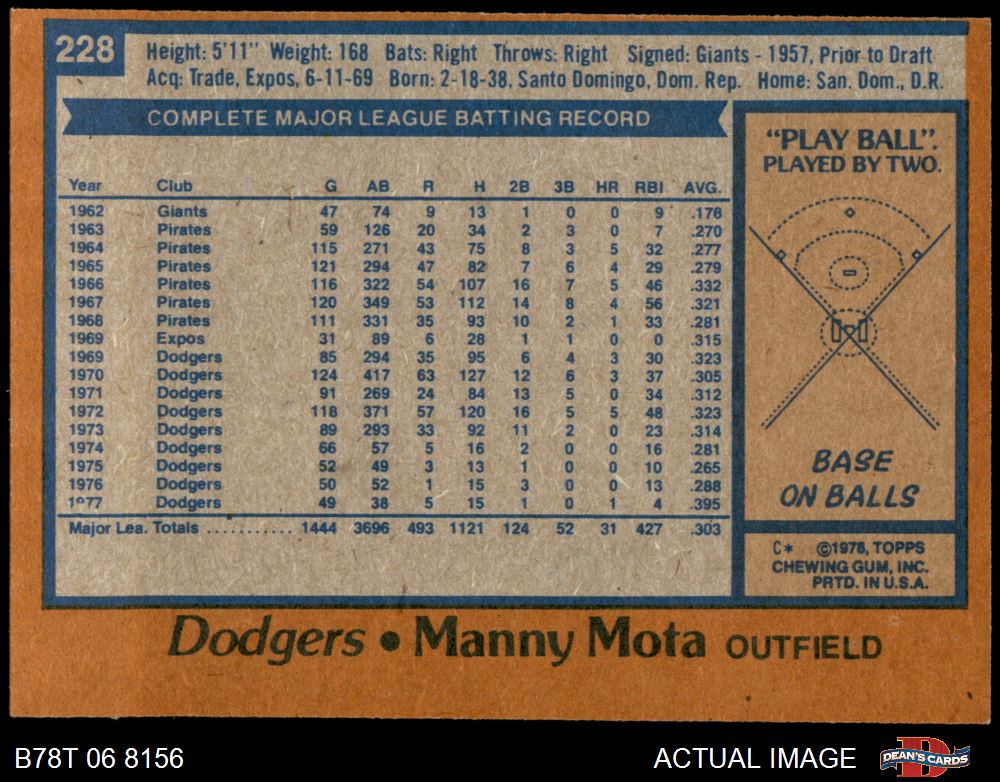 228
Height: 5'11" Weight: 168 Bats: Right Throws: Right Signed: Giants - 1957, Prior to Draft
Acq: Trade, Expos, 6-11-69 Born: 2-18-38, Santo Domingo, Dom. Rep. Home: San. Dom., D.R.
COMPLETE MAJOR LEAGUE BATTING RECORD
Year Club G AB R H 2B 3B HR RBI AVG.
1962 Giants 47 74 9 13 1 0 0 9 .176
1963 Pirates 59 126 20 34 2 3 0 7 .270
1964 Pirates 115 271 43 75 8 3 5 32 .277
1965 Pirates 121 294 47 82 7 6 4 29 .279
1966 Pirates 116 322 54 107 16 7 5 46 .332
1967 Pirates 120 349 53 112 14 8 4 56 .321
1968 Pirates 111 331 35 93 10 2 1 33 .281
1969 Expos 31 89 6 28 1 1 0 0 .315
1969 Dodgers 85 294 35 95 6 4 3 30 .323
1970 Dodgers 124 417 63 127 12 6 3 37 .305
1971 Dodgers 91 269 24 84 13 5 0 34 .312
1972 Dodgers 118 371 57 120 16 5 5 48 .323
1973 Dodgers 89 293 33 92 11 2 0 23 .314
1974 Dodgers 66 57 5 16 2 0 0 16 .281
1975 Dodgers 52 49 3 13 1 0 0 10 .265
1976 Dodgers 50 52 1 15 3 0 0 13 .288
1977 Dodgers 49 38 5 15 1 0 1 4 .395
Major Lea. Totals ........... 1444 3696 493 1121 124 52 31 427 .303
"PLAY BALL".
PLAYED BY TWO.
BASE
ON BALLS
C* ©1978, TOPPS
CHEWING GUM, INC.
PRTD. IN U.S.A.
Dodgers • Manny Mota OUTFIELD
B78T 06 8156
ACTUAL IMAGE
DEAN'S CARDS